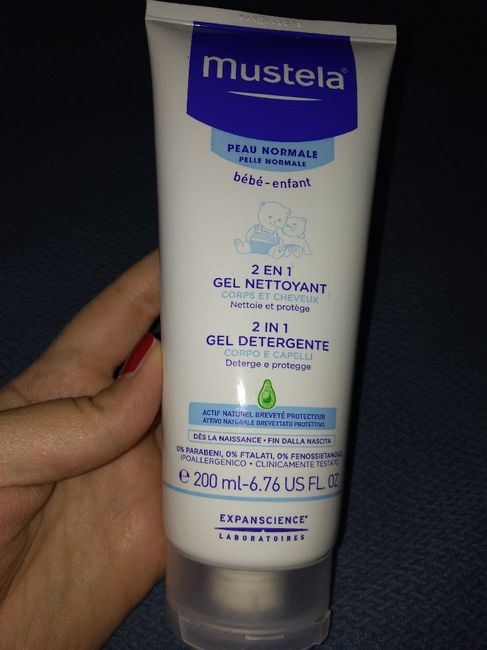 mustela®
PEAU NORMALE
PELLE NORMALE
bébé-enfant
2 EN 1
GEL NETTOYANT
CORPS ET CHEVEUX
Nettoie et protège
2 IN 1
GEL DETERGENTE
CORPO E CAPELLI
Deterge e protegge
ACTIF NATUREL BREVETÉ PROTECTEUR
ATTIVO NATURALE BREVETTATO PROTETTIVO
DÈS LA NAISSANCE • FIN DALLA NASCITA
0% PARABENI, 0% FTALATI, 0% FENOSSIETANOLO
IPOALLERGENICO • CLINICAMENTE TESTATO
℮ 200 ml-6.76 US FL. OZ
EXPANSCIENCE®
LABORATOIRES